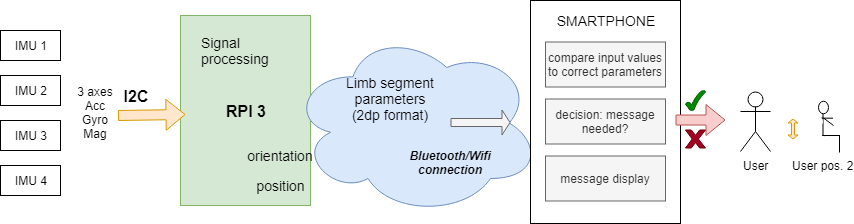 IMU 1
IMU 2
IMU 3
IMU 4
3 axes
Acc
Gyro
Mag
I2C
Signal
processing
RPI 3
orientation
position
Limb segment
parameters
(2dp format)
Bluetooth/Wifi
connection
SMARTPHONE
compare input values
to correct parameters
decision: message
needed?
message display
User
User pos. 2